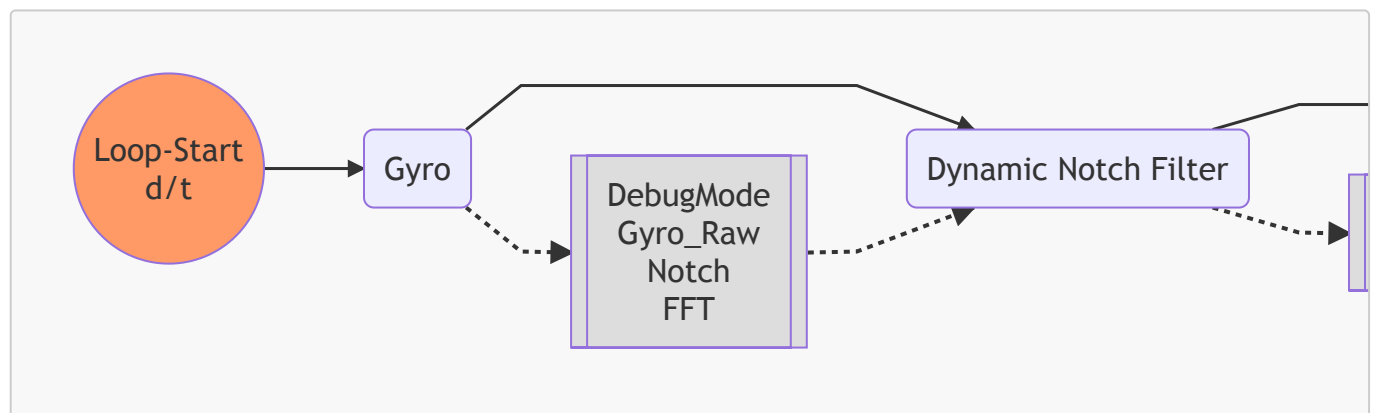 Loop-Start
d/t
Gyro
DebugMode
Gyro_Raw
Notch
FFT
Dynamic Notch Filter